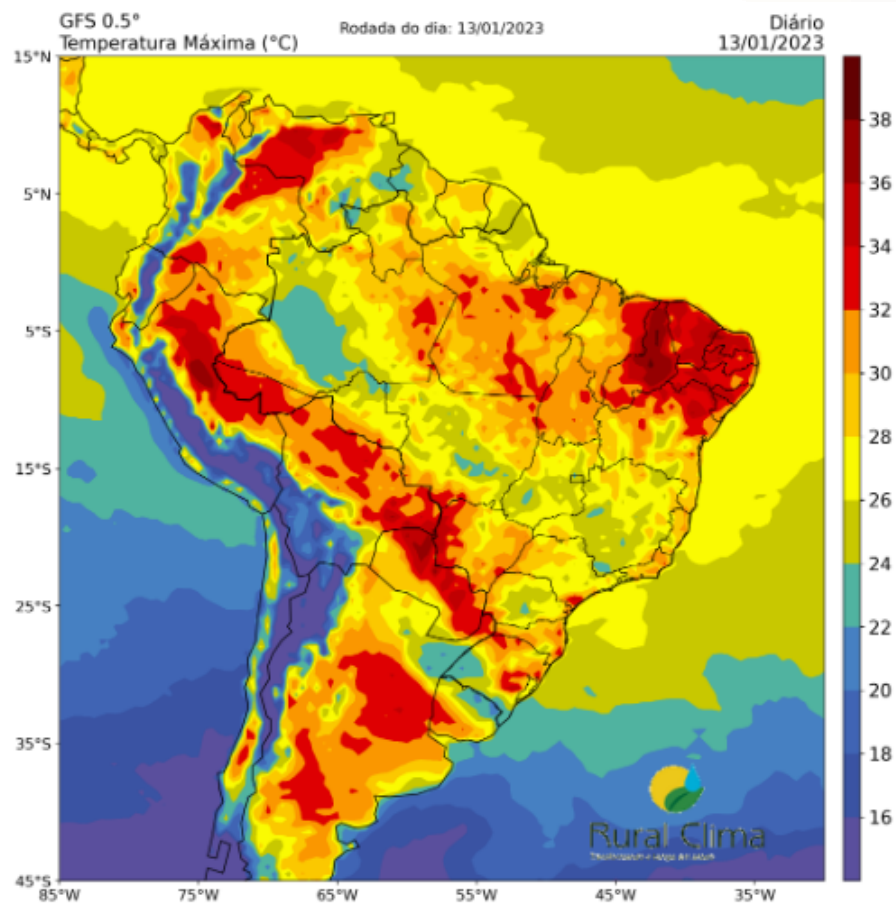 GFS 0.5°
Temperatura Máxima (°C)
Rodada do dia: 13/01/2023
Diário
13/01/2023
15°N
5°N
5°S
15°S
25°S
35°S
45°S
85°W
75°W
65°W
55°W
45°W
35°W
38
36
34
32
30
28
26
24
22
20
18
16
Rural Clima